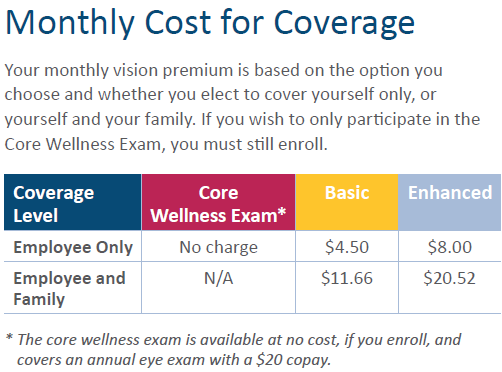 Monthly Cost for Coverage
Your monthly vision premium is based on the option you
choose and whether you elect to cover yourself only, or
yourself and your family. If you wish to only participate in the
Core Wellness Exam, you must still enroll.
Coverage Level Core Wellness Exam* Basic Enhanced
Employee Only No charge $4.50 $8.00
Employee and Family N/A $11.66 $20.52
* The core wellness exam is available at no cost, if you enroll, and
covers an annual eye exam with a $20 copay.